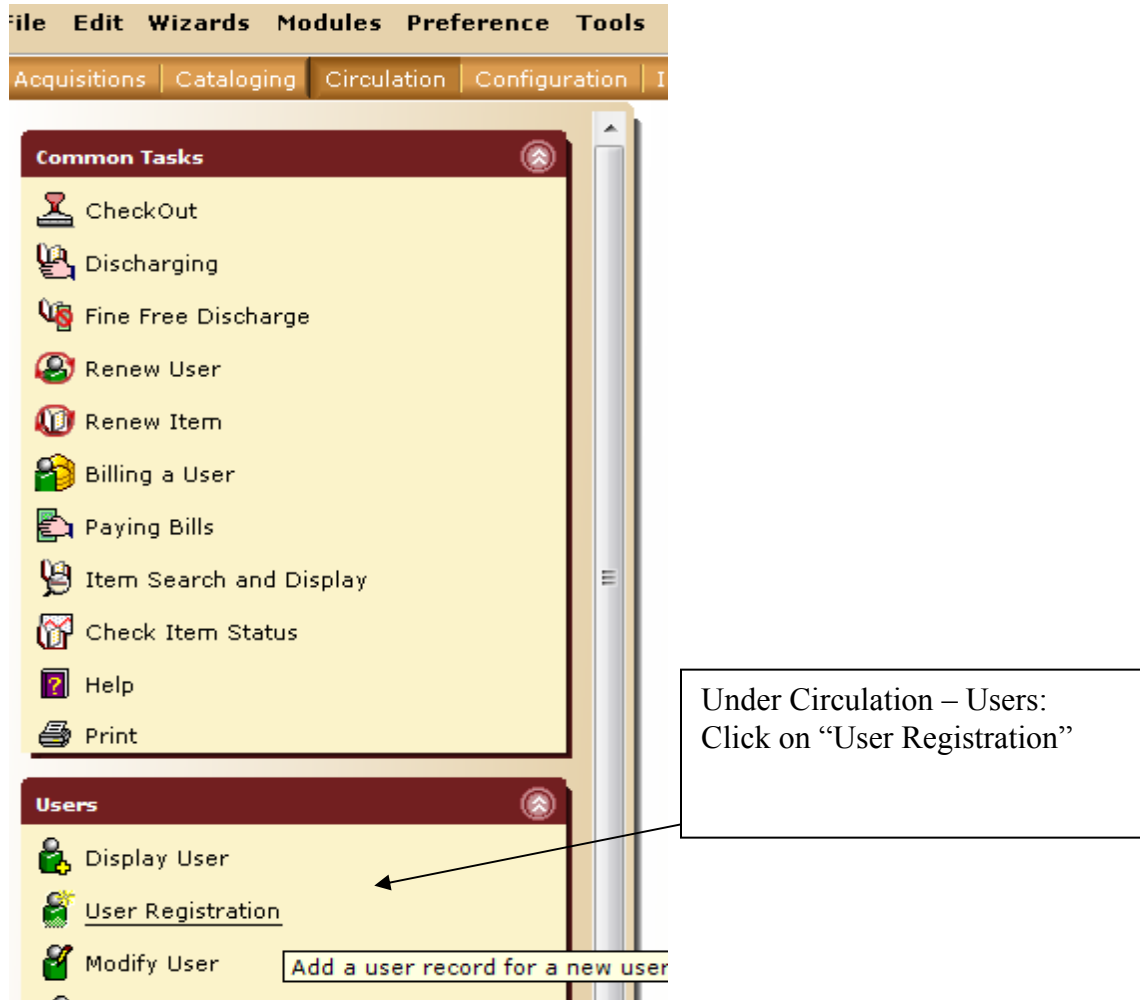 File Edit Wizards Modules Preference Tools
Acquisitions Cataloging Circulation Configuration I
Common Tasks
CheckOut
Discharging
Fine Free Discharge
Renew User
Renew Item
Billing a User
Paying Bills
Item Search and Display
Check Item Status
Help
Print
Under Circulation – Users:
Click on “User Registration”
Users
Display User
User Registration
Modify User
Add a user record for a new user